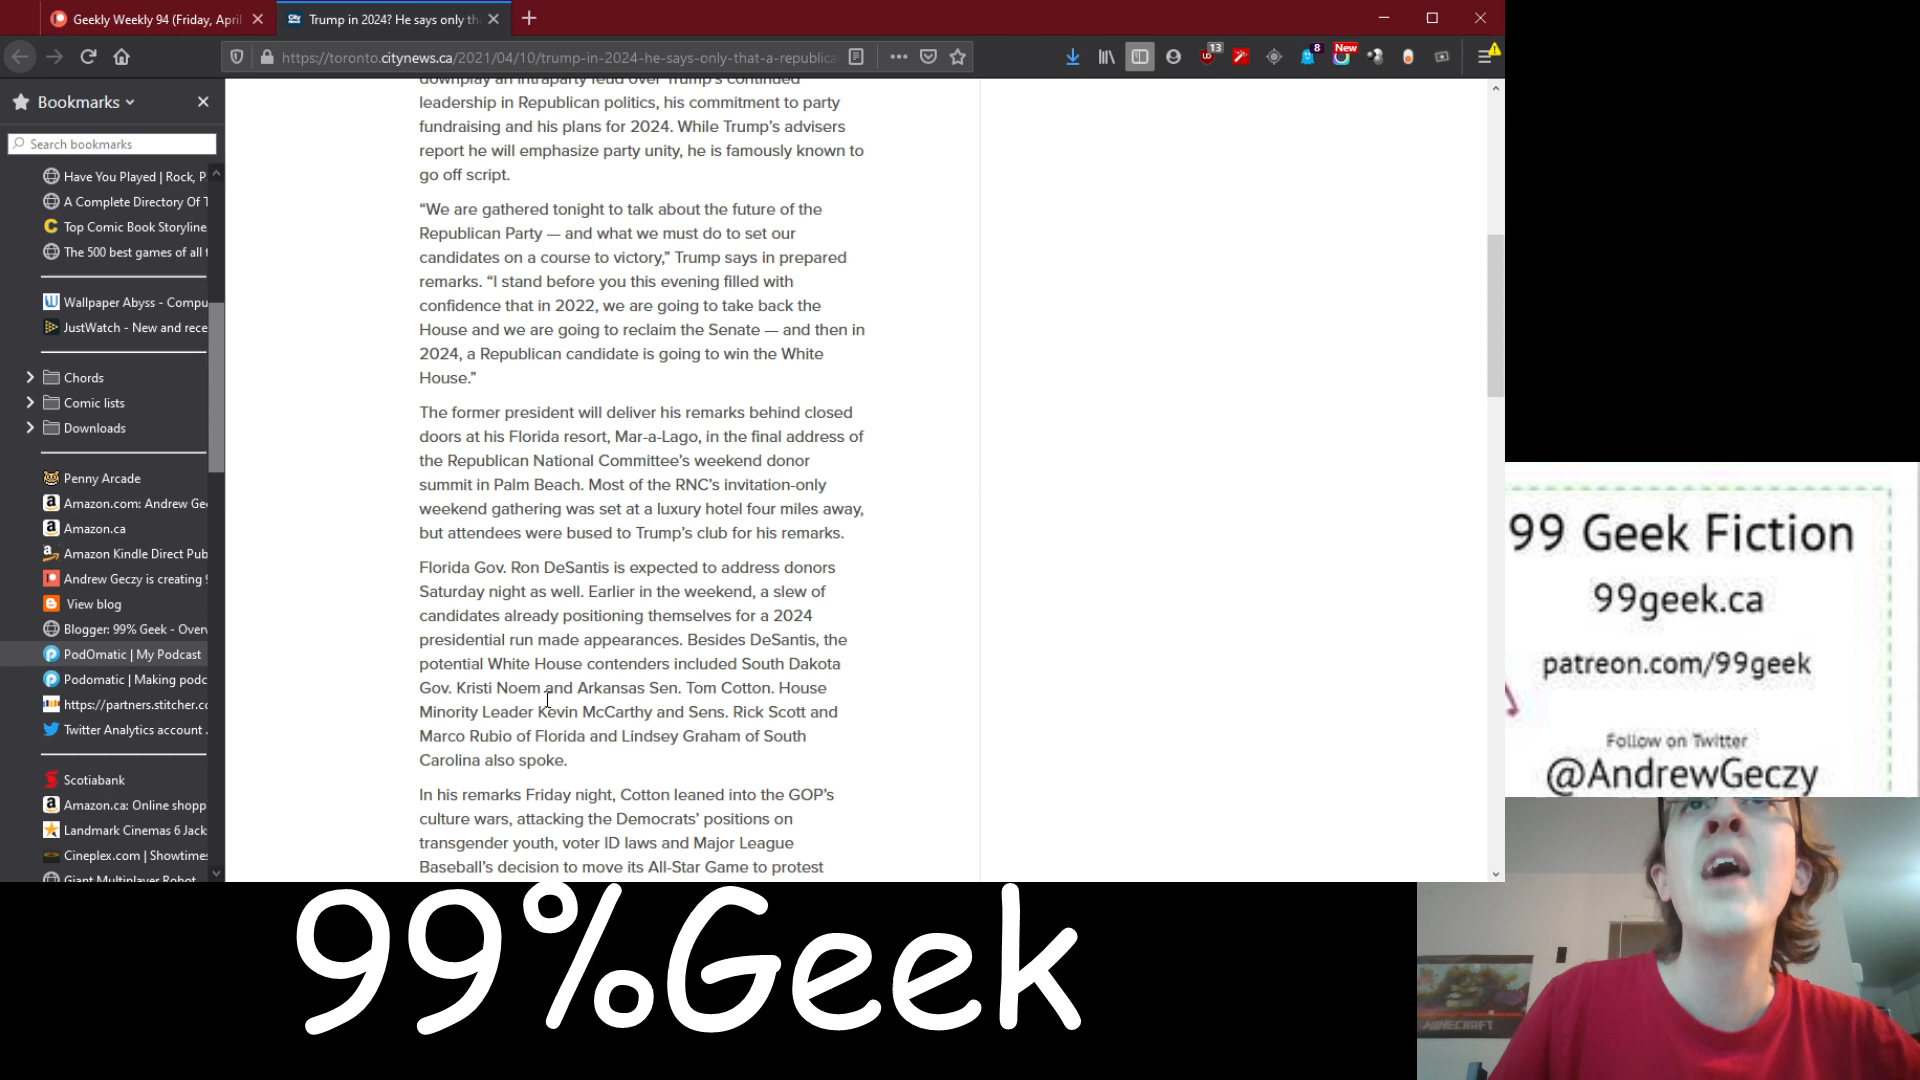 Geekly Weekly 94 (Friday, April
Trump in 2024? He says only th
https://toronto.citynews.ca/2021/04/10/trump-in-2024-he-says-only-that-a-republica
13
8
New
Bookmarks
Search bookmarks
Have You Played | Rock, P
A Complete Directory Of T
Top Comic Book Storyline
The 500 best games of all t
Wallpaper Abyss - Compu
JustWatch - New and rece
Chords
Comic lists
Downloads
Penny Arcade
Amazon.com: Andrew Gec
Amazon.ca
Amazon Kindle Direct Pub
Andrew Geczy is creating 9
View blog
Blogger: 99% Geek - Overv
PodOmatic | My Podcast
Podomatic | Making podc
https://partners.stitcher.co
Twitter Analytics account .
Scotiabank
Amazon.ca: Online shopp
Landmark Cinemas 6 Jack
Cineplex.com | Showtimes
Giant Multiplayer Robot
downplay an intraparty feud over Trump's continued
leadership in Republican politics, his commitment to party
fundraising and his plans for 2024. While Trump's advisers
report he will emphasize party unity, he is famously known to
go off script.
“We are gathered tonight to talk about the future of the
Republican Party — and what we must do to set our
candidates on a course to victory,” Trump says in prepared
remarks. “I stand before you this evening filled with
confidence that in 2022, we are going to take back the
House and we are going to reclaim the Senate — and then in
2024, a Republican candidate is going to win the White
House.”
The former president will deliver his remarks behind closed
doors at his Florida resort, Mar-a-Lago, in the final address of
the Republican National Committee's weekend donor
summit in Palm Beach. Most of the RNC's invitation-only
weekend gathering was set at a luxury hotel four miles away,
but attendees were bused to Trump's club for his remarks.
Florida Gov. Ron DeSantis is expected to address donors
Saturday night as well. Earlier in the weekend, a slew of
candidates already positioning themselves for a 2024
presidential run made appearances. Besides DeSantis, the
potential White House contenders included South Dakota
Gov. Kristi Noem and Arkansas Sen. Tom Cotton. House
Minority Leader Kevin McCarthy and Sens. Rick Scott and
Marco Rubio of Florida and Lindsey Graham of South
Carolina also spoke.
In his remarks Friday night, Cotton leaned into the GOP's
culture wars, attacking the Democrats' positions on
transgender youth, voter ID laws and Major League
Baseball's decision to move its All-Star Game to protest
99 Geek Fiction
99geek.ca
patreon.com/99geek
Follow on Twitter
@AndrewGeczy
MINECRAFT
99%Geek